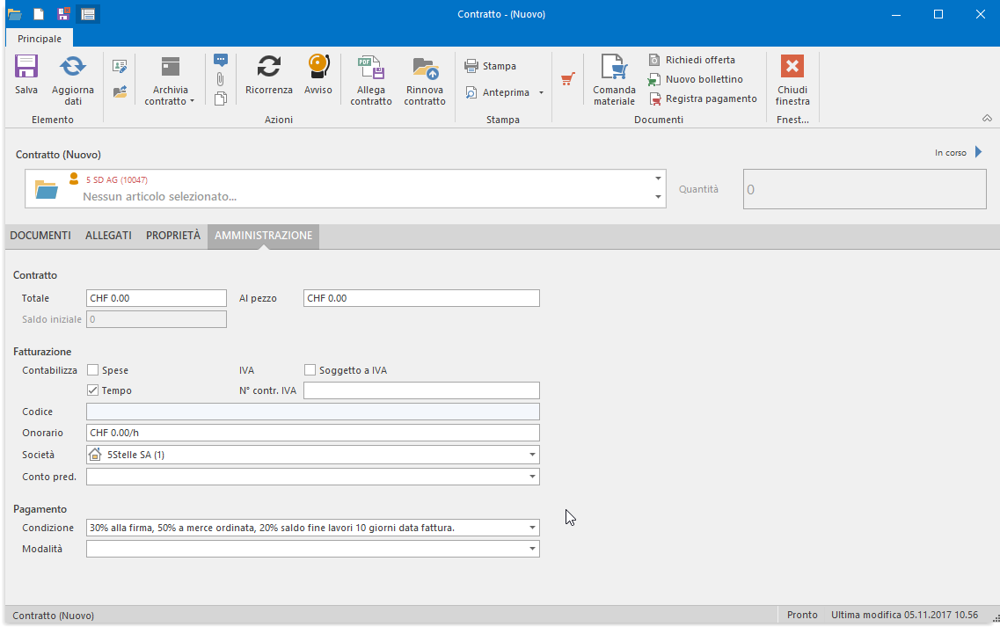 Contratto - (Nuovo)
Principale
Salva
Aggiorna dati
Elemento
Archivia contratto
Ricorrenza
Avviso
Azioni
PDF
Allega contratto
Rinnova contratto
Stampa
Anteprima
Stampa
Comanda materiale
Richiedi offerta
Nuovo bollettino
Registra pagamento
Documenti
Chiudi finestra
Fnest...
Contratto (Nuovo)
In corso
5 SD AG (10047)
Nessun articolo selezionato...
Quantità
0
DOCUMENTI ALLEGATI PROPRIETÀ AMMINISTRAZIONE
Contratto
Totale CHF 0.00 Al pezzo CHF 0.00
Saldo iniziale 0
Fatturazione
Contabilizza Spese IVA Soggetto a IVA
Tempo N° contr. IVA
Codice
Onorario CHF 0.00/h
Società 5Stelle SA (1)
Conto pred.
Pagamento
Condizione 30% alla firma, 50% a merce ordinata, 20% saldo fine lavori 10 giorni data fattura.
Modalità
Contratto (Nuovo) Pronto Ultima modifica 05.11.2017 10.56